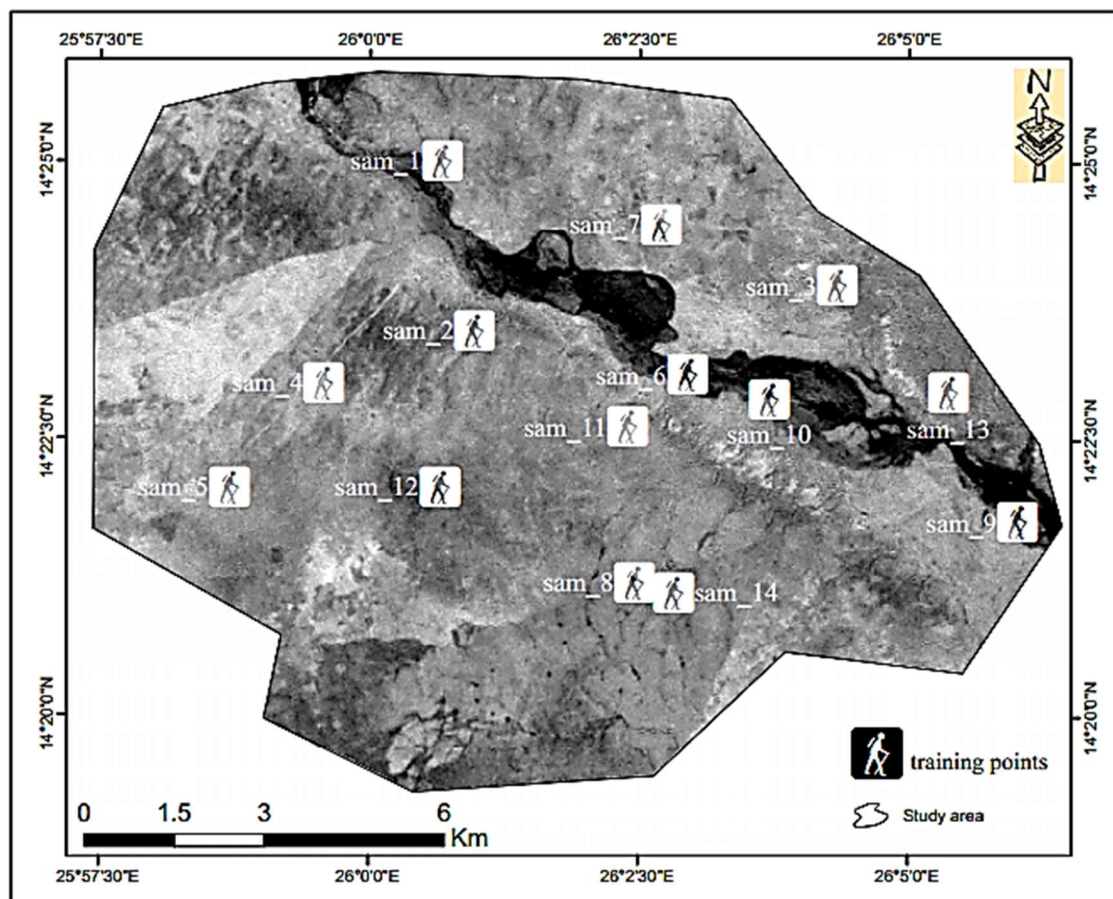 25°57'30"E 26°0'0"E 26°2'30"E 26°5'0"E
N
14°25'0"N
14°25'0"N
sam_1
sam_7
sam_3
sam_2
sam_4
sam_6
sam_11
sam_10
sam_13
14°22'30"N
14°22'30"N
sam_5
sam_12
sam_9
sam_8
sam_14
14°20'0"N
14°20'0"N
training points
Study area
0 1.5 3 6
Km
25°57'30"E 26°0'0"E 26°2'30"E 26°5'0"E